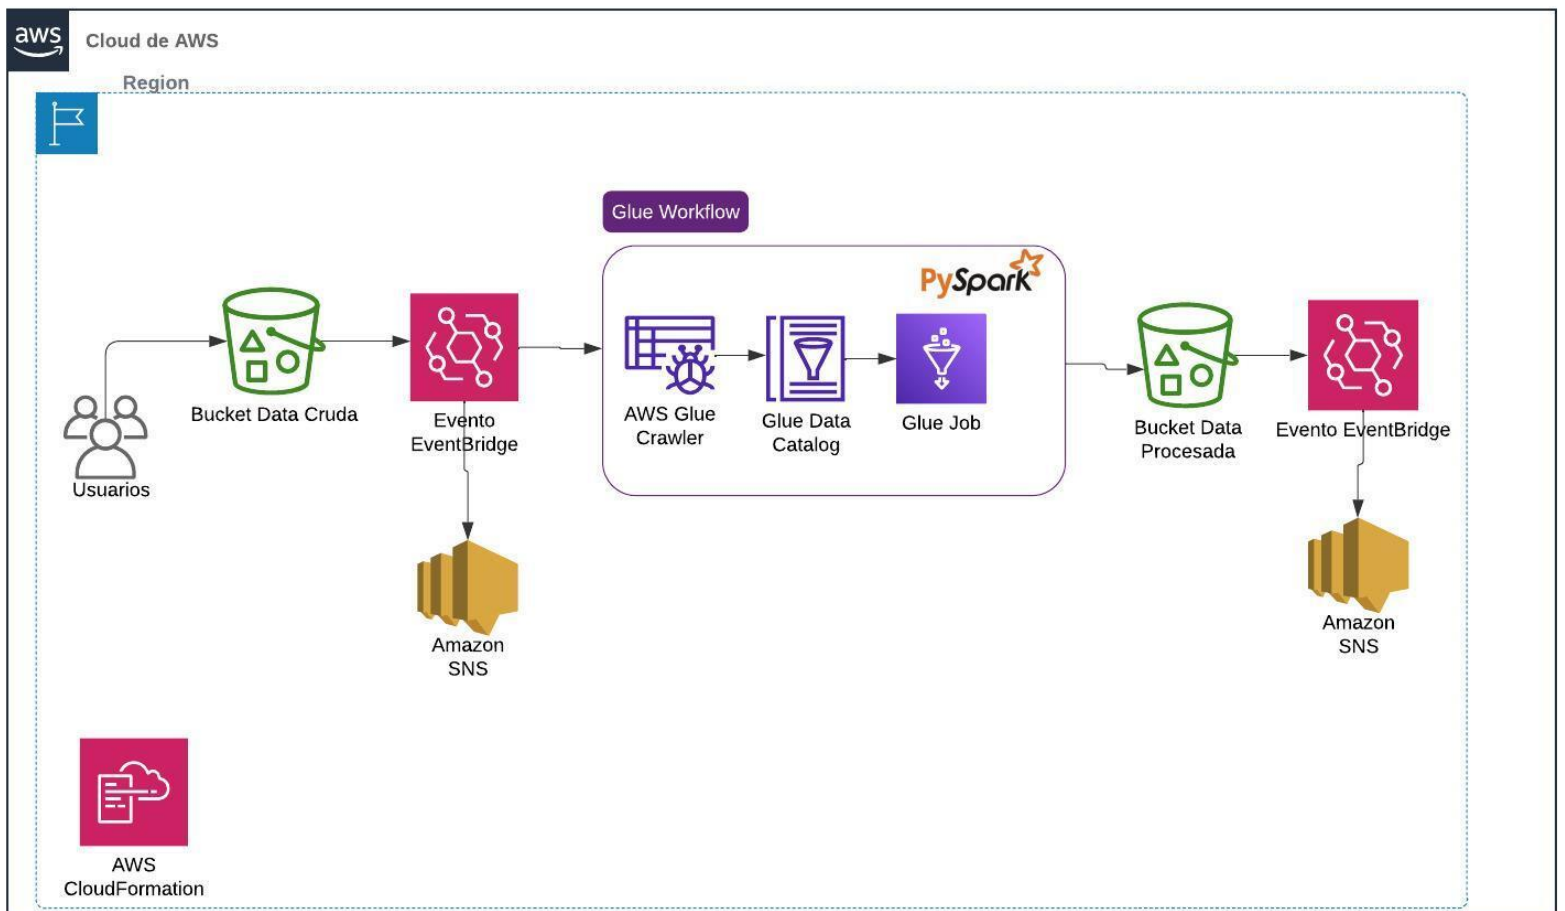 aws
Cloud de AWS
Region
Glue Workflow
PySpark
Bucket Data Cruda
Evento
EventBridge
AWS Glue
Crawler
Glue Data
Catalog
Glue Job
Bucket Data
Procesada
Evento EventBridge
Usuarios
Amazon
SNS
Amazon
SNS
AWS
CloudFormation